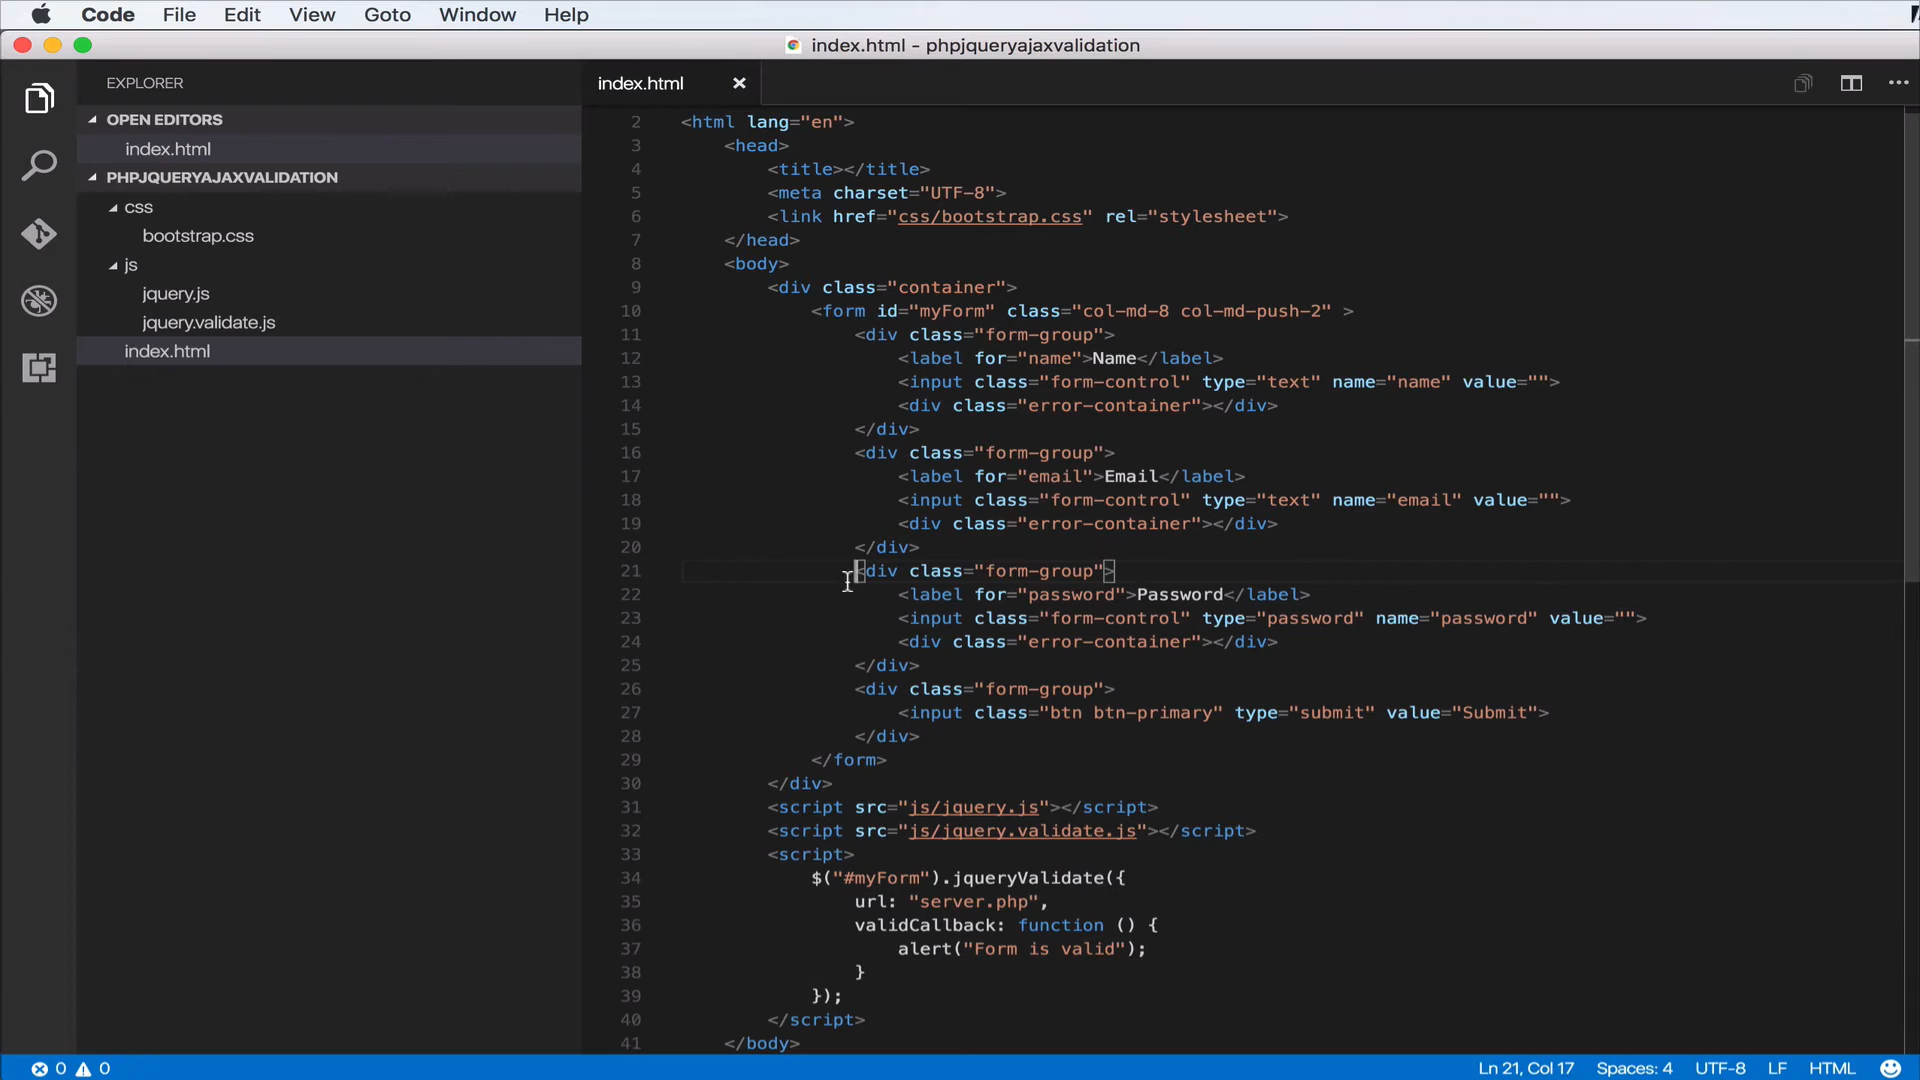 Code File Edit View Goto Window Help
index.html - phpjqueryajaxvalidation
EXPLORER
OPEN EDITORS
index.html
PHPJQUERYAJAXVALIDATION
css
bootstrap.css
js
jquery.js
jquery.validate.js
index.html
index.html
2 <html lang="en">
3 <head>
4 <title></title>
5 <meta charset="UTF-8">
6 <link href="css/bootstrap.css" rel="stylesheet">
7 </head>
8 <body>
9 <div class="container">
10 <form id="myForm" class="col-md-8 col-md-push-2" >
11 <div class="form-group">
12 <label for="name">Name</label>
13 <input class="form-control" type="text" name="name" value="">
14 <div class="error-container"></div>
15 </div>
16 <div class="form-group">
17 <label for="email">Email</label>
18 <input class="form-control" type="text" name="email" value="">
19 <div class="error-container"></div>
20 </div>
21 <div class="form-group">
22 <label for="password">Password</label>
23 <input class="form-control" type="password" name="password" value="">
24 <div class="error-container"></div>
25 </div>
26 <div class="form-group">
27 <input class="btn btn-primary" type="submit" value="Submit">
28 </div>
29 </form>
30 </div>
31 <script src="js/jquery.js"></script>
32 <script src="js/jquery.validate.js"></script>
33 <script>
34 $("#myForm").jqueryValidate({
35 url: "server.php",
36 validCallback: function () {
37 alert("Form is valid");
38 }
39 });
40 </script>
41 </body>
0 0 Ln 21, Col 17 Spaces: 4 UTF-8 LF HTML